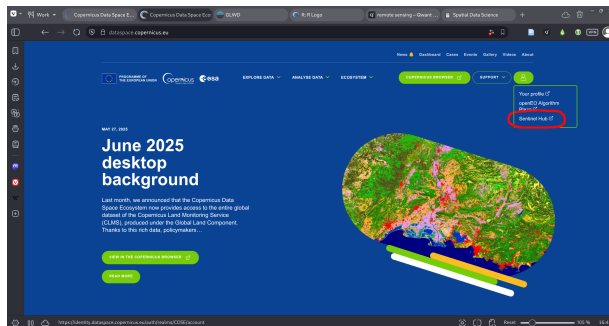 Work
Copernicus Data Space E...
Copernicus Data Space Eco
GLWD
R: R Logo
remote sensing – Qwant ...
Spatial Data Science
dataspace.copernicus.eu
VPN
News
Dashboard
Cases
Events
Gallery
Videos
About
PROGRAMME OF
THE EUROPEAN UNION
opernicus
esa
EXPLORE DATA
ANALYSE DATA
ECOSYSTEM
COPERNICUS BROWSER
SUPPORT
Your profile
openEO Algorithm
Sentinel Hub
MAY 27, 2025
June 2025
desktop
background
Last month, we announced that the Copernicus Data
Space Ecosystem now provides access to the entire global
dataset of the Copernicus Land Monitoring Service
(CLMS), produced under the Global Land Component.
Thanks to this rich data, policymakers...
VIEW IN THE COPERNICUS BROWSER
READ MORE
https://identity.dataspace.copernicus.eu/auth/realms/CDSE/account
Reset
105 %